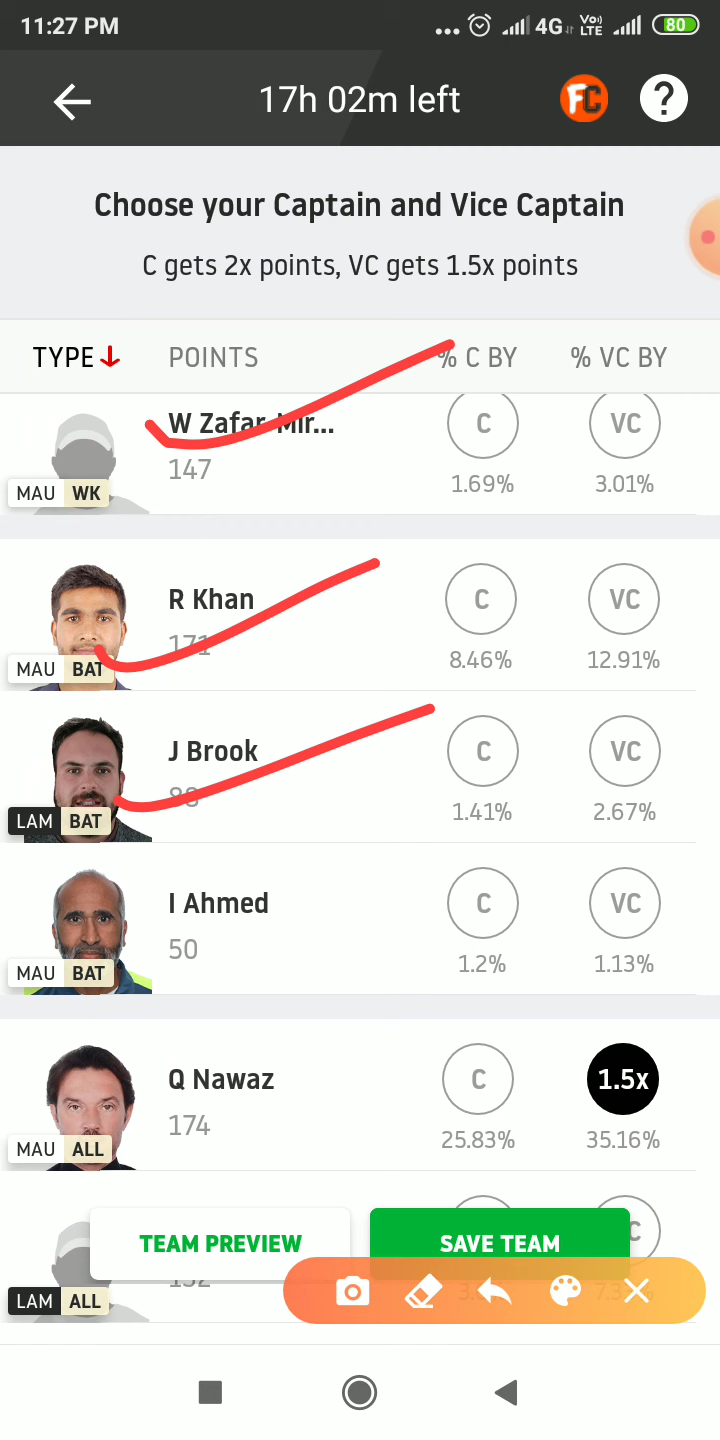 11:27 PM
4G
Vo)
LTE
80
17h 02m left
FC
?
Choose your Captain and Vice Captain
C gets 2x points, VC gets 1.5x points
TYPE POINTS % C BY % VC BY
W Zafar-Mir... C VC
147
1.69% 3.01%
MAU WK
R Khan C VC
171
8.46% 12.91%
MAU BAT
J Brook C VC
1.41% 2.67%
LAM BAT
I Ahmed C VC
50
1.2% 1.13%
MAU BAT
Q Nawaz C 1.5x
174
25.83% 35.16%
MAU ALL
TEAM PREVIEW SAVE TEAM
LAM ALL